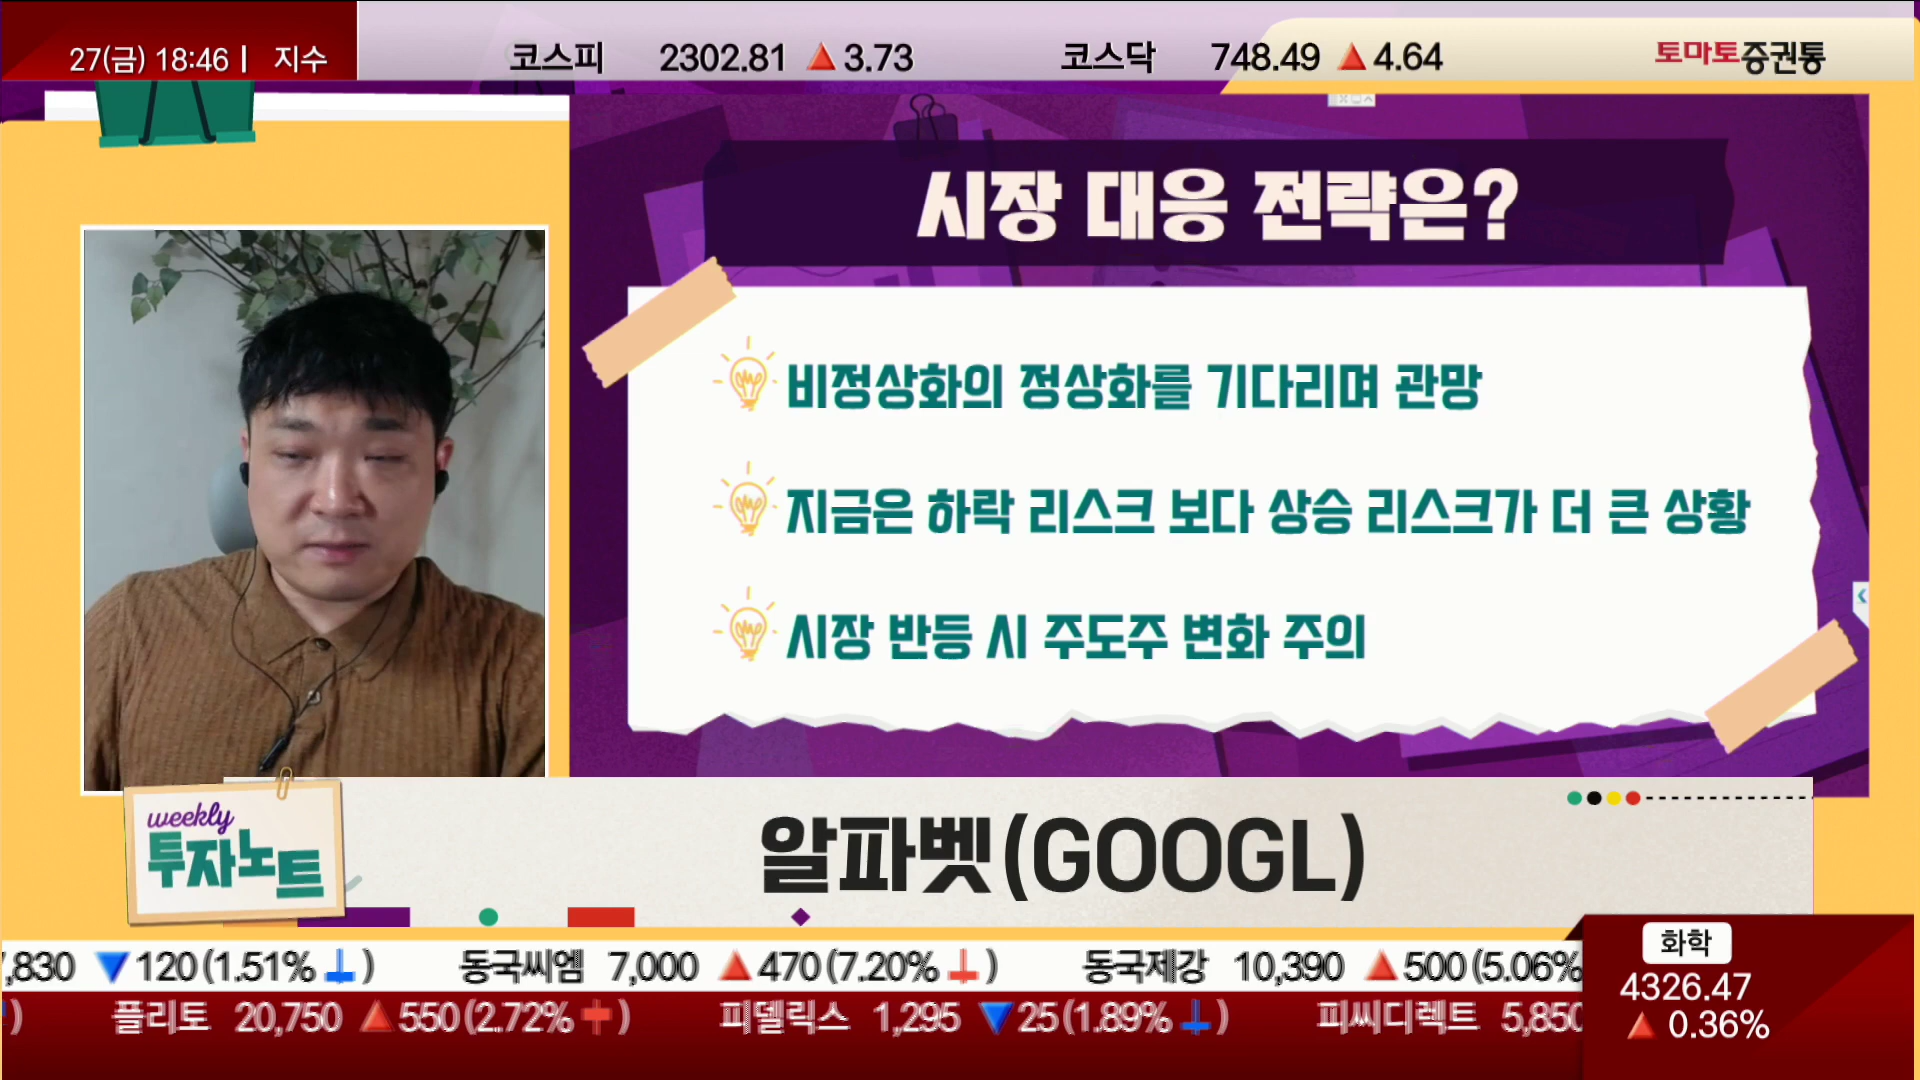 27(금) 18:46 | 지수
코스피 2302.81 ▲ 3.73
코스닥 748.49 ▲ 4.64
토마토증권통
시장 대응 전략은?
비정상화의 정상화를 기다리며 관망
지금은 하락 리스크 보다 상승 리스크가 더 큰 상황
시장 반등 시 주도주 변화 주의
weekly
투자노트
알파벳(GOOGL)
,830 ▼120(1.51%↓) 동국씨엠 7,000 ▲470(7.20% ) 동국제강 10,390 ▲500(5.06%
) 플리토 20,750 ▲550(2.72% ) 피델릭스 1,295 ▼25(1.89% ) 피씨디렉트 5,850
화학
4326.47
▲ 0.36%